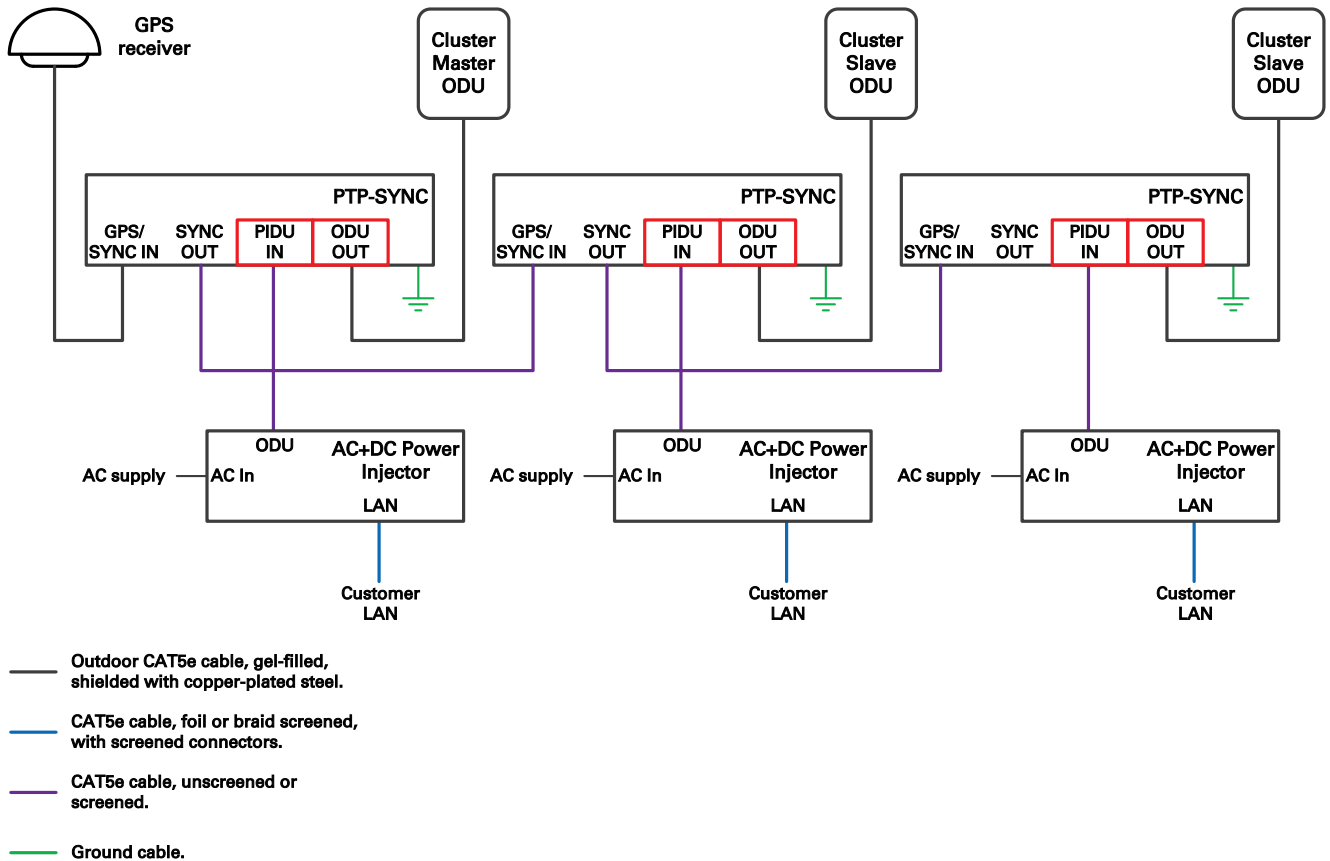 GPS
receiver
Cluster
Master
ODU
Cluster
Slave
ODU
Cluster
Slave
ODU
PTP-SYNC
GPS/
SYNC IN
SYNC
OUT
PIDU
IN
ODU
OUT
PTP-SYNC
GPS/
SYNC IN
SYNC
OUT
PIDU
IN
ODU
OUT
PTP-SYNC
GPS/
SYNC IN
SYNC
OUT
PIDU
IN
ODU
OUT
AC supply
AC In
ODU
AC+DC Power
Injector
LAN
Customer
LAN
AC supply
AC In
ODU
AC+DC Power
Injector
LAN
Customer
LAN
AC supply
AC In
ODU
AC+DC Power
Injector
LAN
Customer
LAN
Outdoor CAT5e cable, gel-filled,
shielded with copper-plated steel.
CAT5e cable, foil or braid screened,
with screened connectors.
CAT5e cable, unscreened or
screened.
Ground cable.